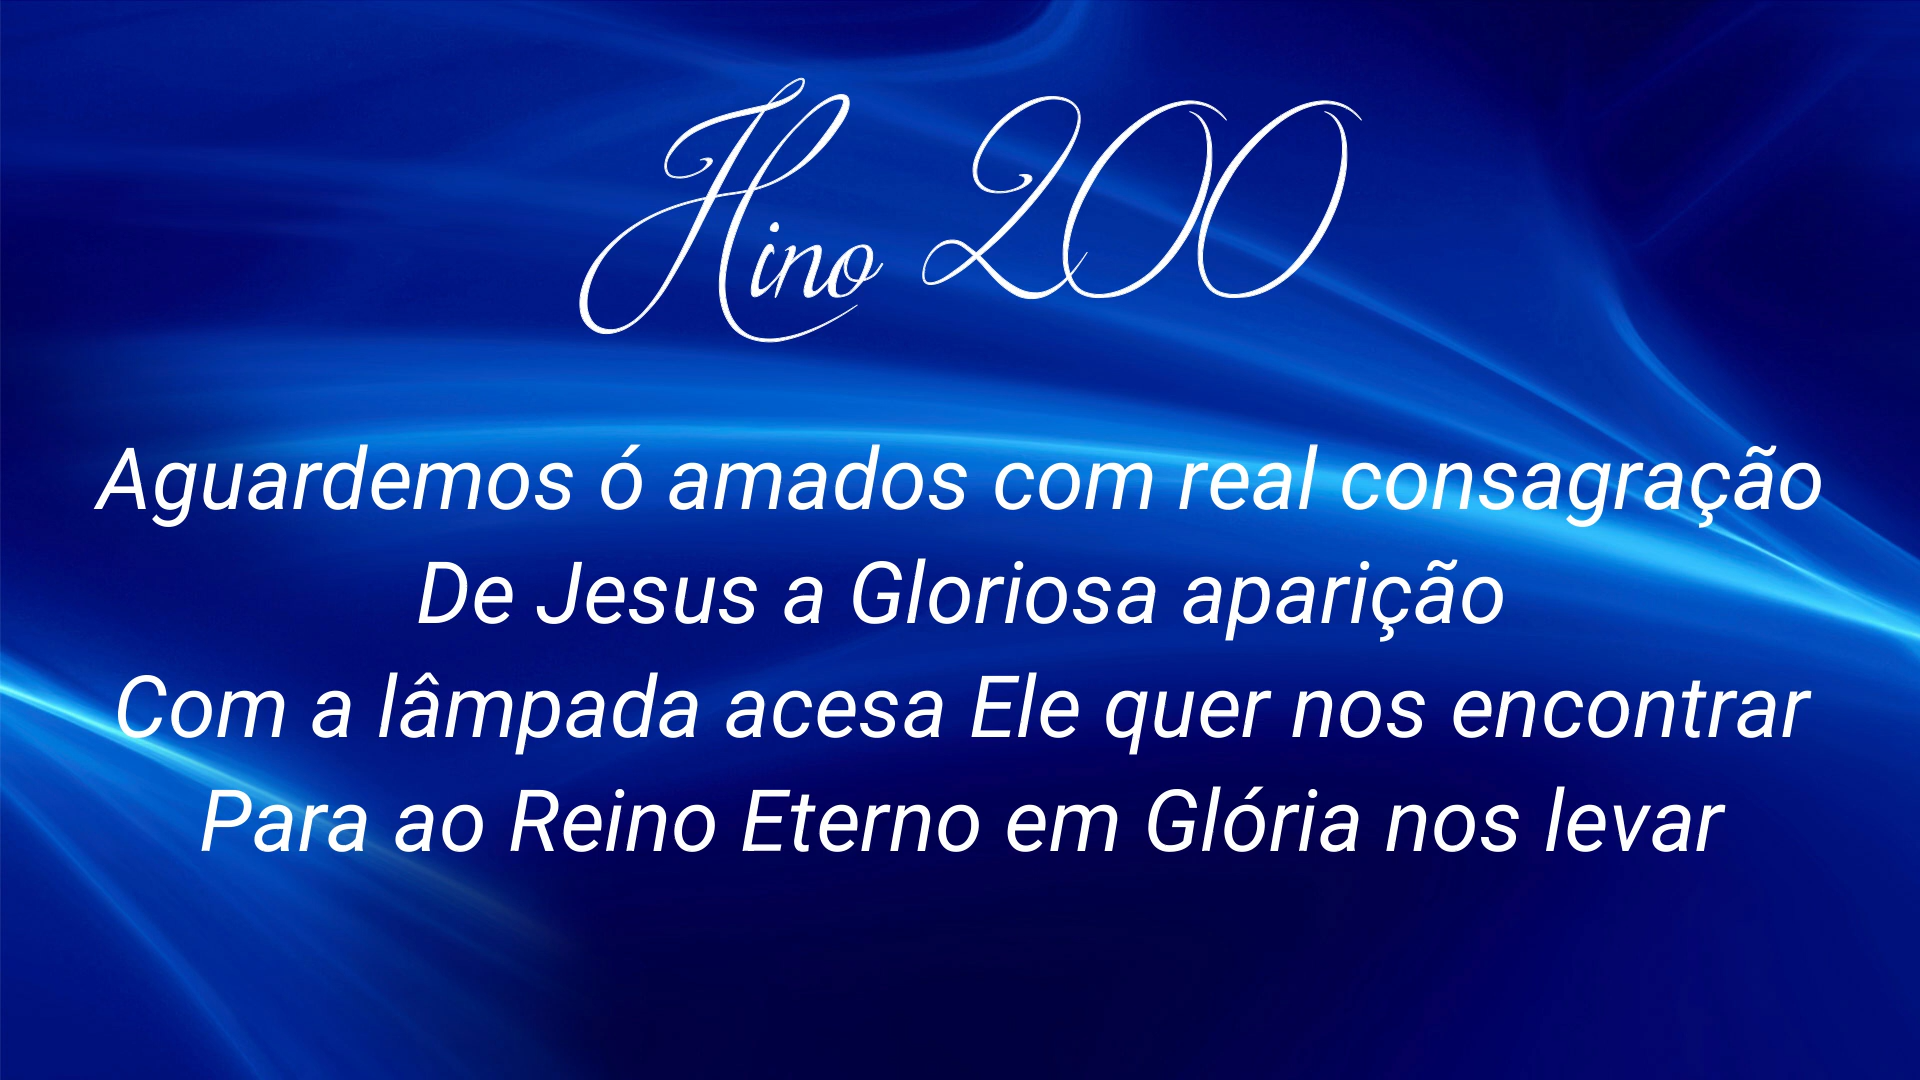 Hino 200
Aguardemos ó amados com real consagração
De Jesus a Gloriosa aparição
Com a lâmpada acesa Ele quer nos encontrar
Para ao Reino Eterno em Glória nos levar